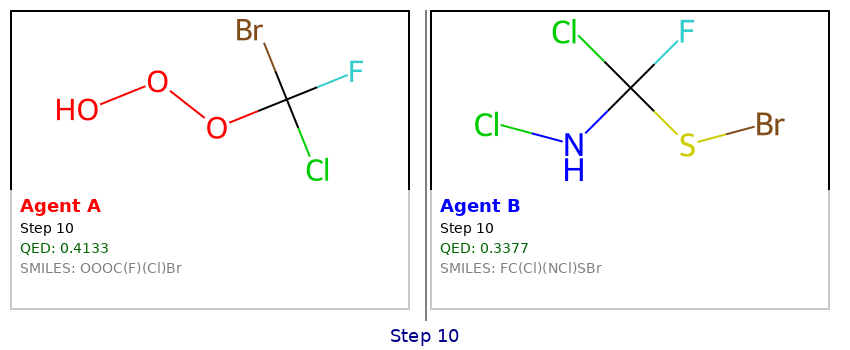 Br
F
O
HO
O
Cl
Agent A
Step 10
QED: 0.4133
SMILES: OOOC(F)(Cl)Br
Cl
F
Cl
Br
N
H
S
Agent B
Step 10
QED: 0.3377
SMILES: FC(Cl)(NCl)SBr
Step 10